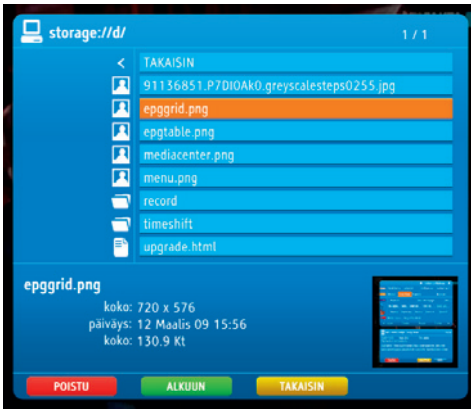 storage://d/
1 / 1
< TAKAISIN
91136851.P7DI0Ak0.greyscalesteps0255.jpg
epggrid.png
epgtable.png
mediacenter.png
menu.png
record
timeshift
upgrade.html
epggrid.png
koko: 720 x 576
päiväys: 12 Maalis 09 15:56
koko: 130.9 Kt
POISTU
ALKUUN
TAKAISIN